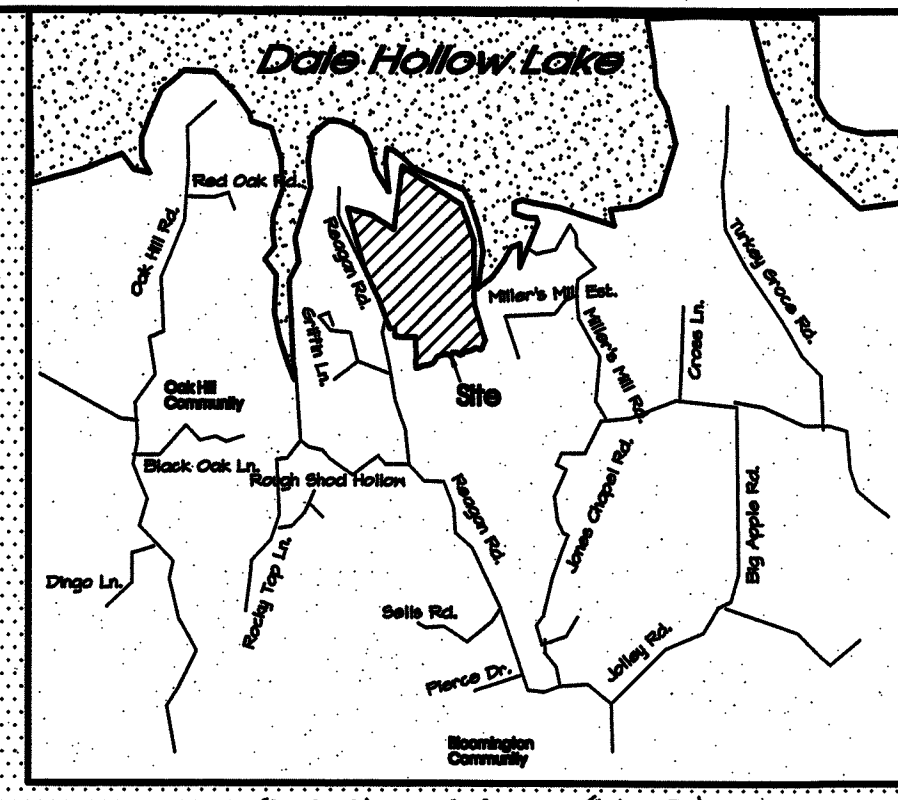 Dale Hollow Lake
Red Oak Rd.
Oak Hill Rd.
Reagan Rd.
Turkey Groce Rd.
Miller's Mill Est.
Griffin Ln.
Miller's Mill Rd.
Cross Ln.
Oak Hill
Community
Site
Black Oak Ln.
Rough Shod Hollow
Reagan Rd.
Jones Chapel Rd.
Big Apple Rd.
Dingo Ln.
Rocky Top Ln.
Sells Rd.
Jolley Rd.
Pierce Dr.
Bloomington
Community